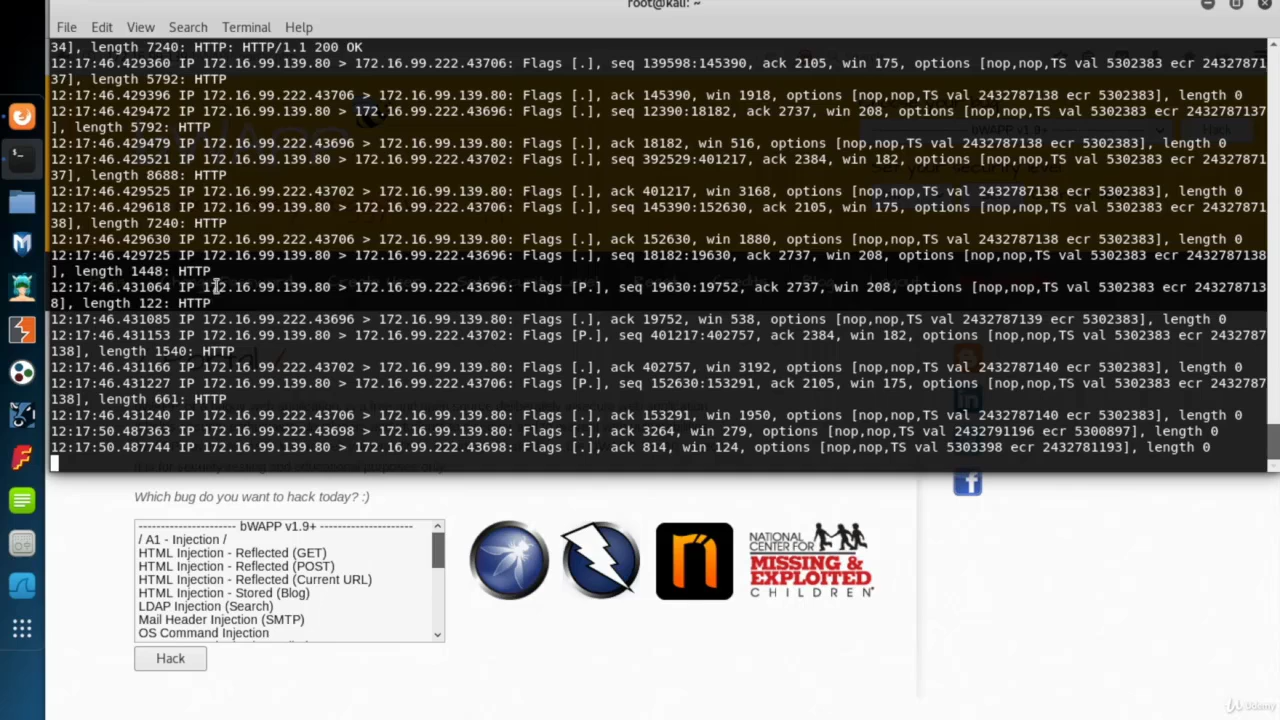 root@kali: ~
File Edit View Search Terminal Help
34], length 7240: HTTP: HTTP/1.1 200 OK
12:17:46.429360 IP 172.16.99.139.80 > 172.16.99.222.43706: Flags [.], seq 139598:145390, ack 2105, win 175, options [nop,nop,TS val 5302383 ecr 24327871
37], length 5792: HTTP
12:17:46.429396 IP 172.16.99.222.43706 > 172.16.99.139.80: Flags [.], ack 145390, win 1918, options [nop,nop,TS val 2432787138 ecr 5302383], length 0
12:17:46.429472 IP 172.16.99.139.80 > 172.16.99.222.43696: Flags [.], seq 12390:18182, ack 2737, win 208, options [nop,nop,TS val 5302383 ecr 2432787137
], length 5792: HTTP
12:17:46.429479 IP 172.16.99.222.43696 > 172.16.99.139.80: Flags [.], ack 18182, win 516, options [nop,nop,TS val 2432787138 ecr 5302383], length 0
12:17:46.429521 IP 172.16.99.139.80 > 172.16.99.222.43702: Flags [.], seq 392529:401217, ack 2384, win 182, options [nop,nop,TS val 5302383 ecr 24327871
37], length 8688: HTTP
12:17:46.429525 IP 172.16.99.222.43702 > 172.16.99.139.80: Flags [.], ack 401217, win 3168, options [nop,nop,TS val 2432787138 ecr 5302383], length 0
12:17:46.429618 IP 172.16.99.139.80 > 172.16.99.222.43706: Flags [.], seq 145390:152630, ack 2105, win 175, options [nop,nop,TS val 5302383 ecr 24327871
38], length 7240: HTTP
12:17:46.429630 IP 172.16.99.222.43706 > 172.16.99.139.80: Flags [.], ack 152630, win 1880, options [nop,nop,TS val 2432787138 ecr 5302383], length 0
12:17:46.429725 IP 172.16.99.139.80 > 172.16.99.222.43696: Flags [.], seq 18182:19630, ack 2737, win 208, options [nop,nop,TS val 5302383 ecr 2432787138
], length 1448: HTTP
12:17:46.431064 IP 172.16.99.139.80 > 172.16.99.222.43696: Flags [P.], seq 19630:19752, ack 2737, win 208, options [nop,nop,TS val 5302383 ecr 243278713
8], length 122: HTTP
12:17:46.431085 IP 172.16.99.222.43696 > 172.16.99.139.80: Flags [.], ack 19752, win 538, options [nop,nop,TS val 2432787139 ecr 5302383], length 0
12:17:46.431153 IP 172.16.99.139.80 > 172.16.99.222.43702: Flags [P.], seq 401217:402757, ack 2384, win 182, options [nop,nop,TS val 5302383 ecr 2432787
138], length 1540: HTTP
12:17:46.431166 IP 172.16.99.222.43702 > 172.16.99.139.80: Flags [.], ack 402757, win 3192, options [nop,nop,TS val 2432787140 ecr 5302383], length 0
12:17:46.431227 IP 172.16.99.139.80 > 172.16.99.222.43706: Flags [P.], seq 152630:153291, ack 2105, win 175, options [nop,nop,TS val 5302383 ecr 2432787
138], length 661: HTTP
12:17:46.431240 IP 172.16.99.222.43706 > 172.16.99.139.80: Flags [.], ack 153291, win 1950, options [nop,nop,TS val 2432787140 ecr 5302383], length 0
12:17:50.487363 IP 172.16.99.222.43698 > 172.16.99.139.80: Flags [.], ack 3264, win 279, options [nop,nop,TS val 2432791196 ecr 5300897], length 0
12:17:50.487744 IP 172.16.99.139.80 > 172.16.99.222.43698: Flags [.], ack 814, win 124, options [nop,nop,TS val 5303398 ecr 2432781193], length 0
Which bug do you want to hack today? :)
---------------------- bWAPP v1.9+ --------------------
/ A1 - Injection /
HTML Injection - Reflected (GET)
HTML Injection - Reflected (POST)
HTML Injection - Reflected (Current URL)
HTML Injection - Stored (Blog)
LDAP Injection (Search)
Mail Header Injection (SMTP)
OS Command Injection
Hack
NATIONAL
CENTER FOR
MISSING &
EXPLOITED
CHILDREN
Udemy